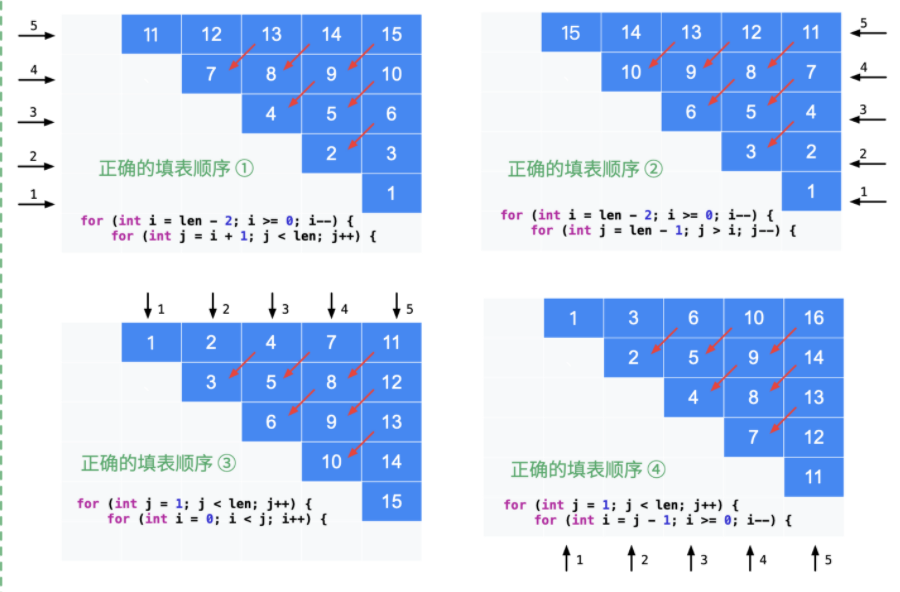 5 11 12 13 14 15
4 7 8 9 10
3 4 5 6
2 2 3
1 1
正确的填表顺序 ①
for (int i = len - 2; i >= 0; i--) {
for (int j = i + 1; j < len; j++) {
15 14 13 12 11 5
10 9 8 7 4
6 5 4 3
3 2 2
1 1
正确的填表顺序 ②
for (int i = len - 2; i >= 0; i--) {
for (int j = len - 1; j > i; j--) {
1 2 3 4 5
1 2 4 7 11
3 5 8 12
6 9 13
10 14
15
正确的填表顺序 ③
for (int j = 1; j < len; j++) {
for (int i = 0; i < j; i++) {
1 3 6 10 16
2 5 9 14
4 8 13
7 12
11
正确的填表顺序 ④
for (int j = 1; j < len; j++) {
for (int i = j - 1; i >= 0; i--) {
1 2 3 4 5